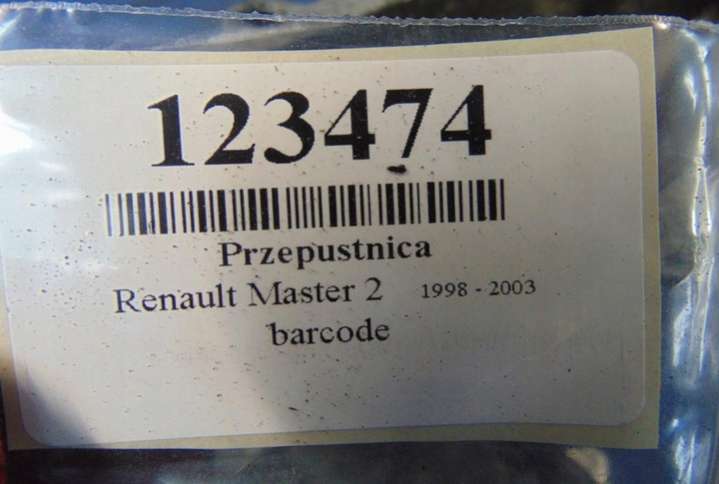 123474
Przepustnica
Renault Master 2 1998 - 2003
barcode